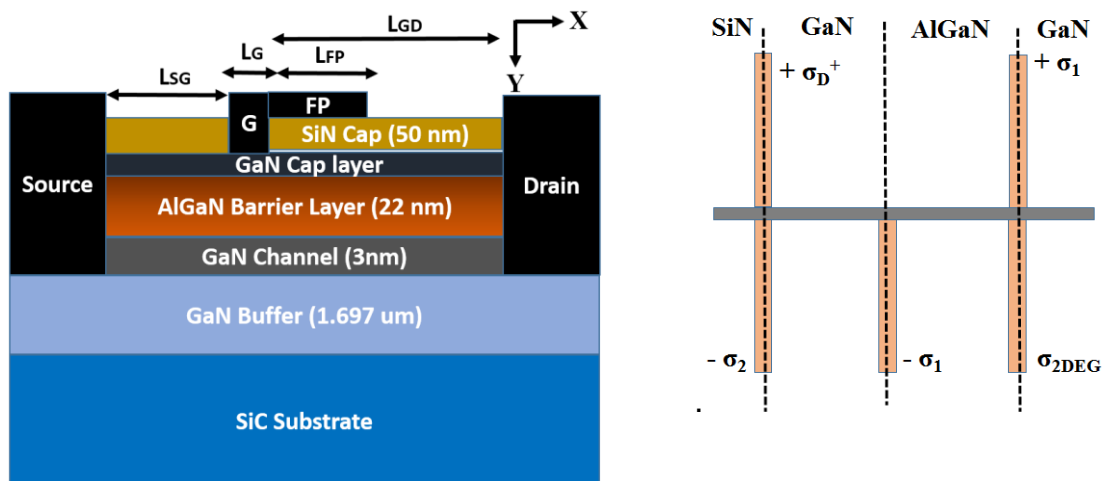 LGD
X
LG
LFP
LSG
Y
FP
G
SiN Cap (50 nm)
GaN Cap layer
Source
Drain
AlGaN Barrier Layer (22 nm)
GaN Channel (3nm)
GaN Buffer (1.697 um)
SiC Substrate
SiN GaN AlGaN GaN
+ σD+
+ σ1
- σ2
- σ1
σ2DEG
.